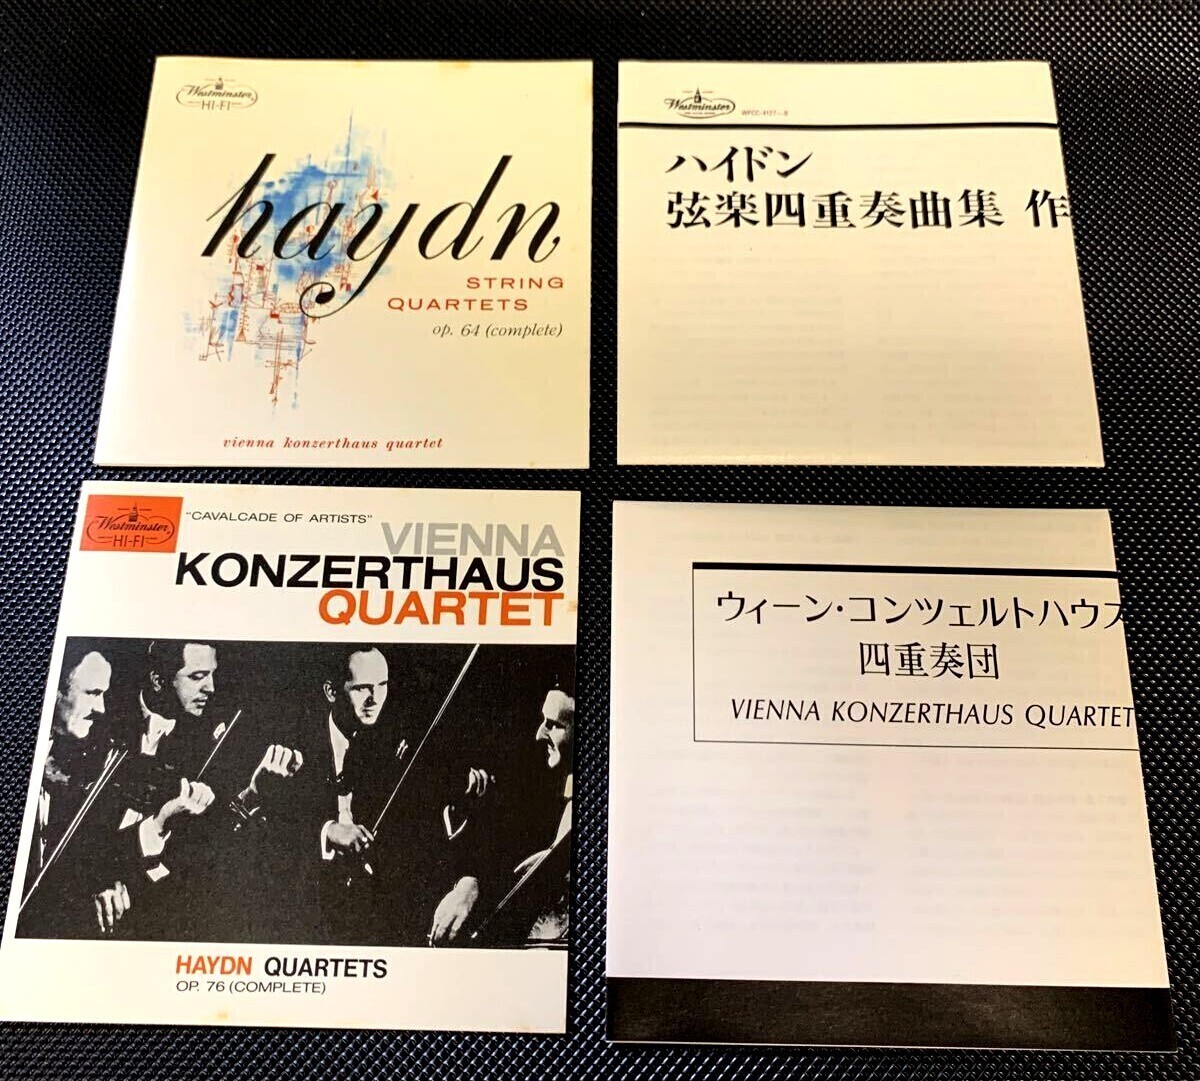 Westminster
HI-FI
haydn
STRING
QUARTETS
op. 64 (complete)
vienna konzerthaus quartet
Westminster
ハイドン
弦楽四重奏曲集 作
Westminster
HI-FI
"CAVALCADE OF ARTISTS"
VIENNA
KONZERTHAUS
QUARTET
HAYDN QUARTETS
OP. 76 (COMPLETE)
ウィーン・コンツェルトハウス
四重奏団
VIENNA KONZERTHAUS QUARTET